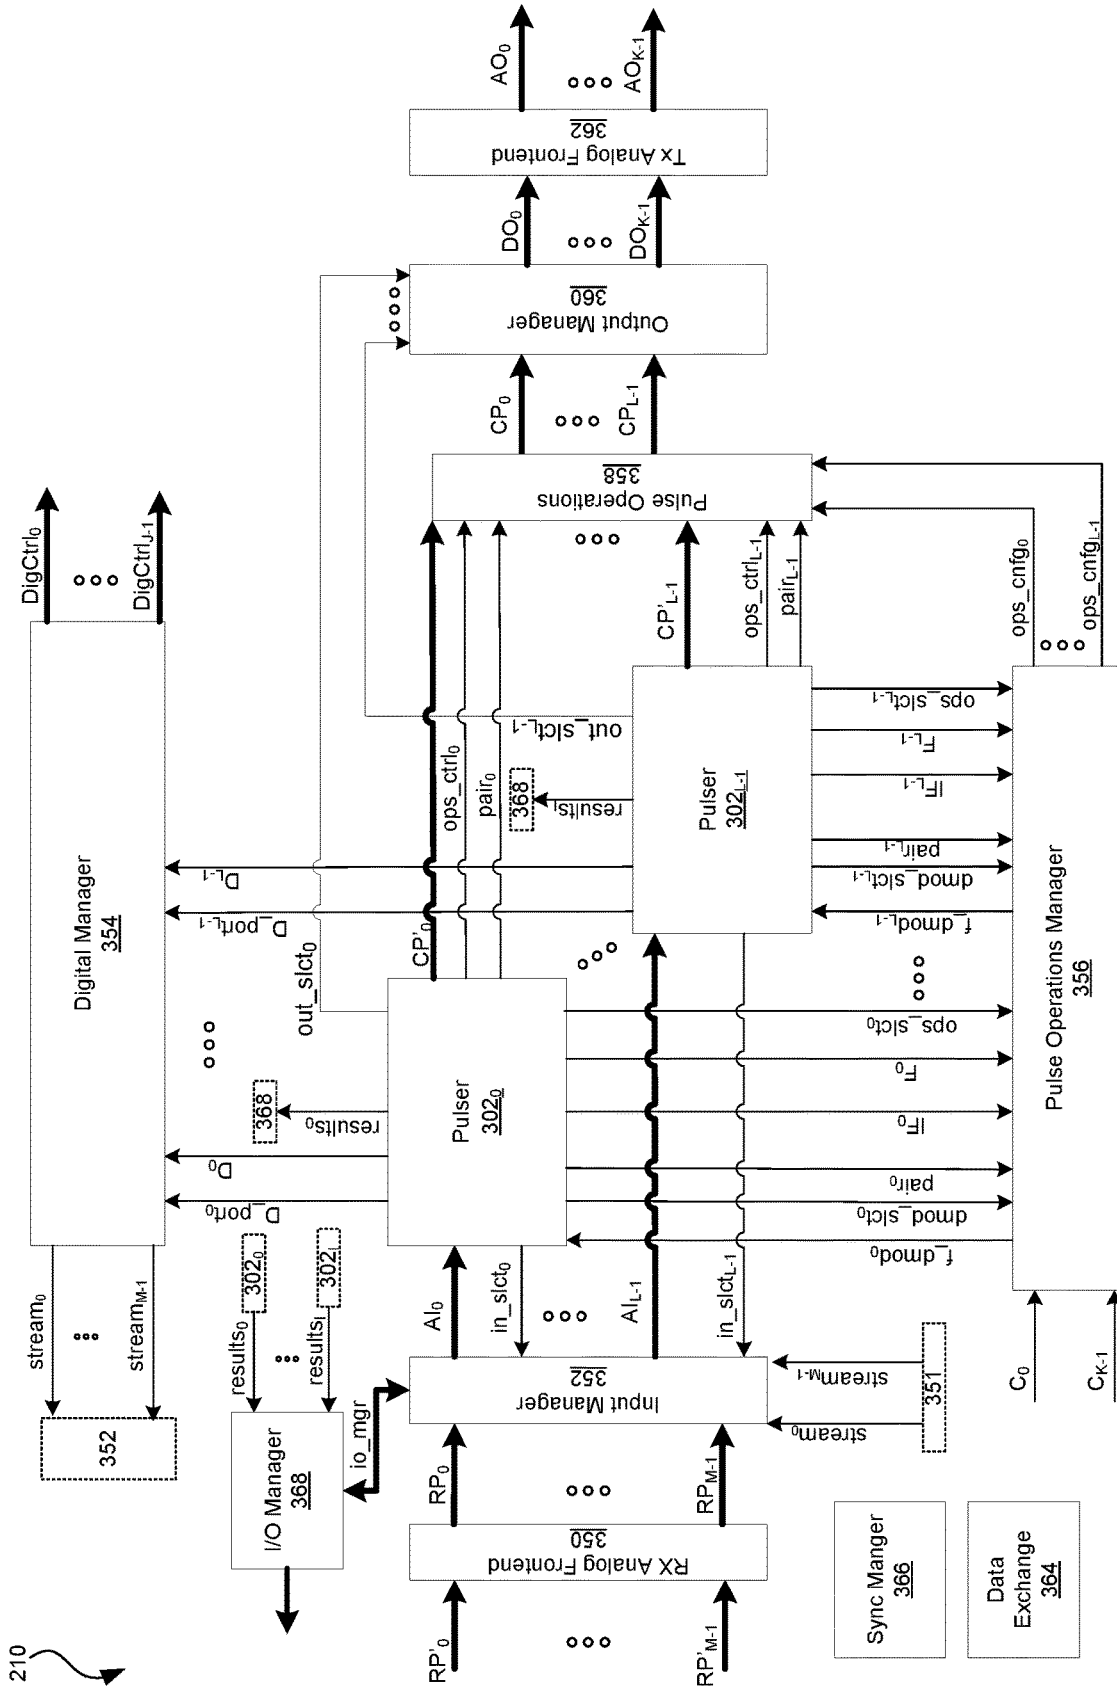 210
DigCtrl0
DigCtrlJ-1
Digital Manager
354
stream0
streamM-1
352
results0
3020
resultsl
302L
I/O Manager
368
io_mgr
D_port0
D0
results0
368
out_slct0
D_portL-1
DL-1
resultsl
368
out_slctL-1
RP'0
RP'M-1
RX Analog Frontend
350
RP0
RPM-1
Input Manager
352
AI0
in_slct0
AIL-1
in_slctL-1
stream0
streamM-1
351
Pulser
3020
CP'0
ops_ctrl0
pair0
Pulser
302L-1
CP'L-1
ops_ctrlL-1
pairL-1
Pulse Operations
358
CP0
CPL-1
Output Manager
360
DO0
DOK-1
Tx Analog Frontend
362
AO0
AOK-1
f_dmod0
dmod_slct0
pair0
IF0
F0
ops_slct0
f_dmodL-1
dmod_slctL-1
pairL-1
IFL-1
FL-1
ops_slctL-1
Pulse Operations Manager
356
ops_cnfg0
ops_cnfgL-1
C0
CK-1
Sync Manger
366
Data
Exchange
364